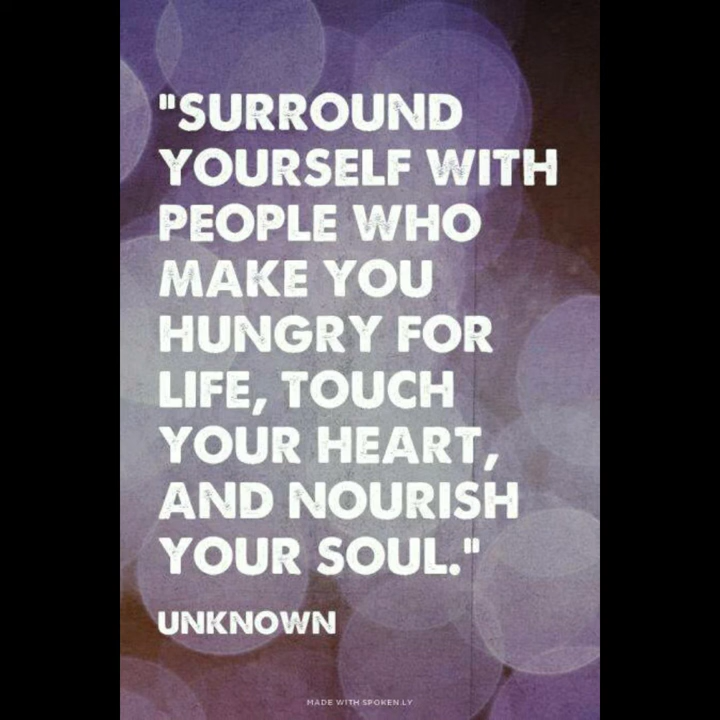 "SURROUND
YOURSELF WITH
PEOPLE WHO
MAKE YOU
HUNGRY FOR
LIFE, TOUCH
YOUR HEART,
AND NOURISH
YOUR SOUL."
UNKNOWN
MADE WITH SPOKEN.LY